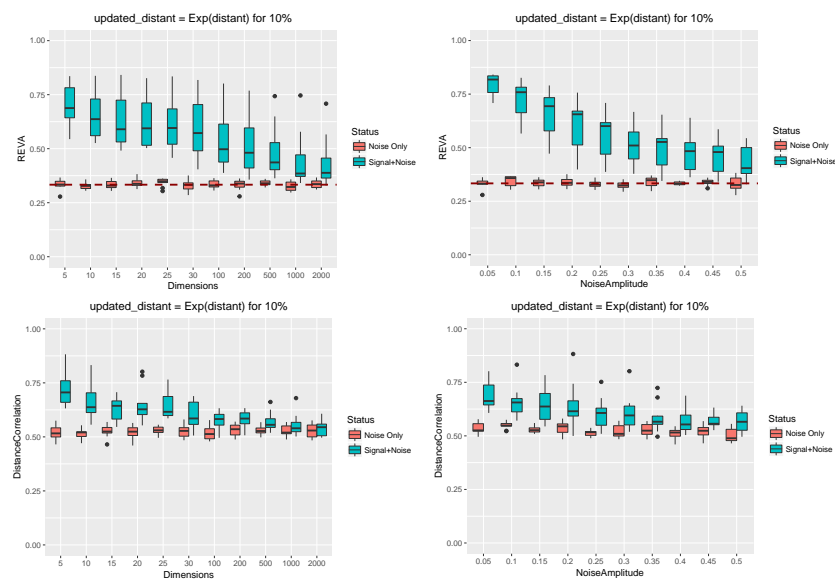 updated_distant = Exp(distant) for 10%
1.00
0.75
0.50
0.25
0.00
REVA
5 10 15 20 25 30 100 200 500 1000 2000
Dimensions
Status
Noise Only
Signal+Noise
updated_distant = Exp(distant) for 10%
1.00
0.75
0.50
0.25
0.00
REVA
0.05 0.1 0.15 0.2 0.25 0.3 0.35 0.4 0.45 0.5
NoiseAmplitude
Status
Noise Only
Signal+Noise
updated_distant = Exp(distant) for 10%
1.00
0.75
0.50
0.25
0.00
DistanceCorrelation
5 10 15 20 25 30 100 200 500 1000 2000
Dimensions
Status
Noise Only
Signal+Noise
updated_distant = Exp(distant) for 10%
1.00
0.75
0.50
0.25
0.00
DistanceCorrelation
0.05 0.1 0.15 0.2 0.25 0.3 0.35 0.4 0.45 0.5
NoiseAmplitude
Status
Noise Only
Signal+Noise